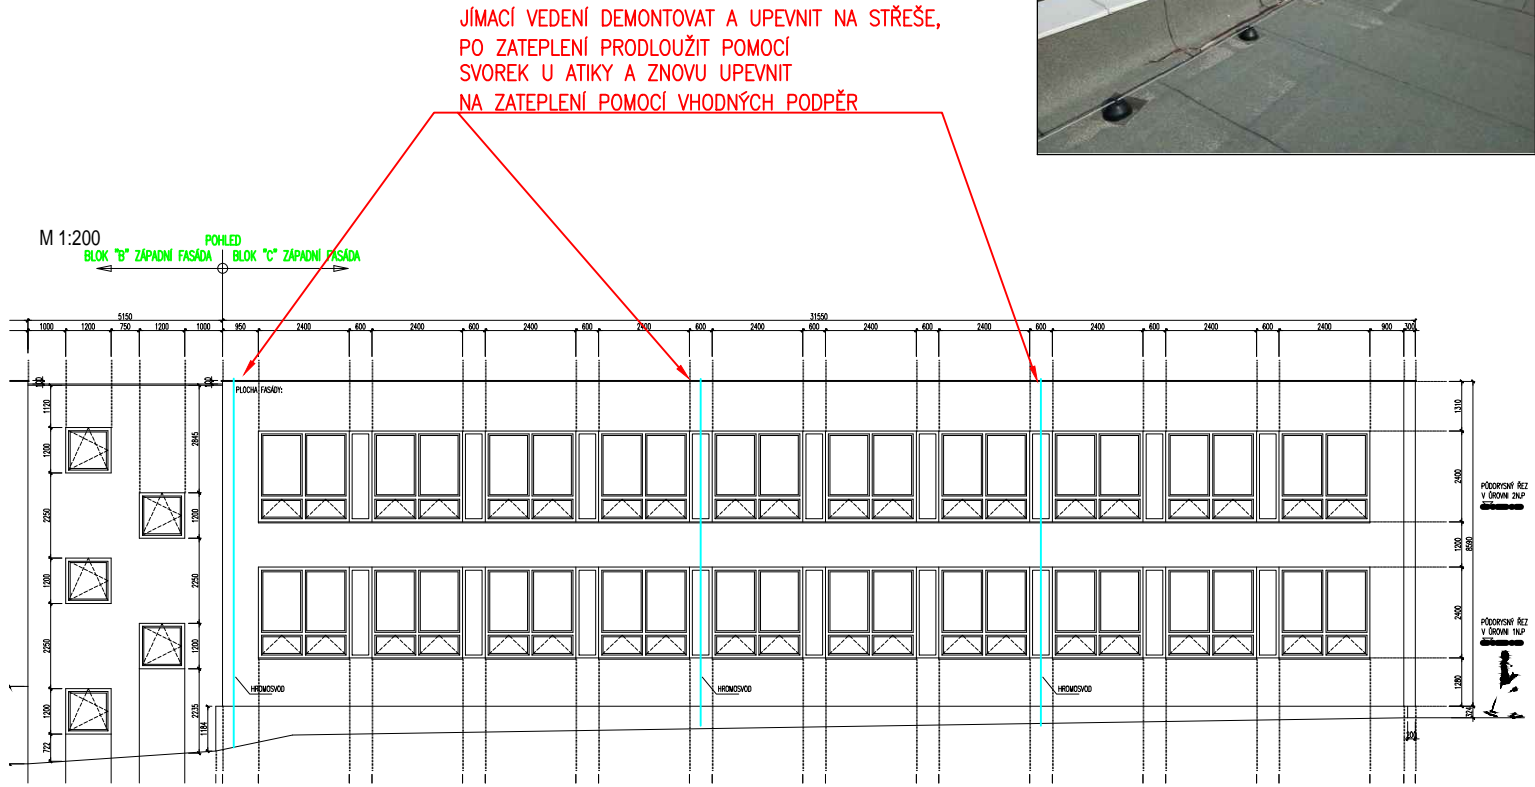 JÍMACÍ VEDENÍ DEMONTOVAT A UPEVNIT NA STŘEŠE,
PO ZATEPLENÍ PRODLOUŽIT POMOCÍ
SVOREK U ATIKY A ZNOVU UPEVNIT
NA ZATEPLENÍ POMOCÍ VHODNÝCH PODPĚR
M 1:200
POHLED
BLOK "B" ZÁPADNÍ FASÁDA BLOK "C" ZÁPADNÍ FASÁDA
5150 31550
1000 1200 750 1200 1000 950 2400 600 2400 600 2400 600 2400 600 2400 600 2400 600 2400 600 2400 600 2400 600 2400 900 300
PLOCHA FASÁDY:
1120
1200
2250
1200
2250
1200
722
2845
1200
2250
1200
2235
1184
1310
2400
1200
8590
2400
1280
324
PŮDORYSNÝ ŘEZ
V ÚROVNI 2N.P
PŮDORYSNÝ ŘEZ
V ÚROVNI 1N.P
HROMOSVOD HROMOSVOD HROMOSVOD